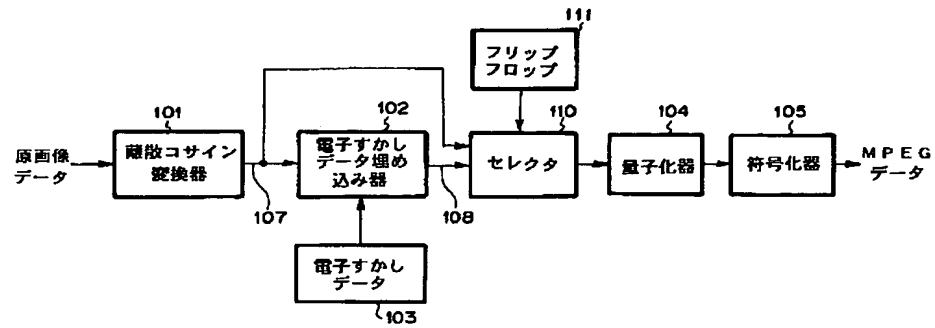 111
フリップ
フロップ
101
102
110
104
105
原画像
データ
離散コサイン
変換器
電子すかし
データ埋め
込み器
セレクタ
量子化器
符号化器
MPEG
データ
107
108
電子すかし
データ
103